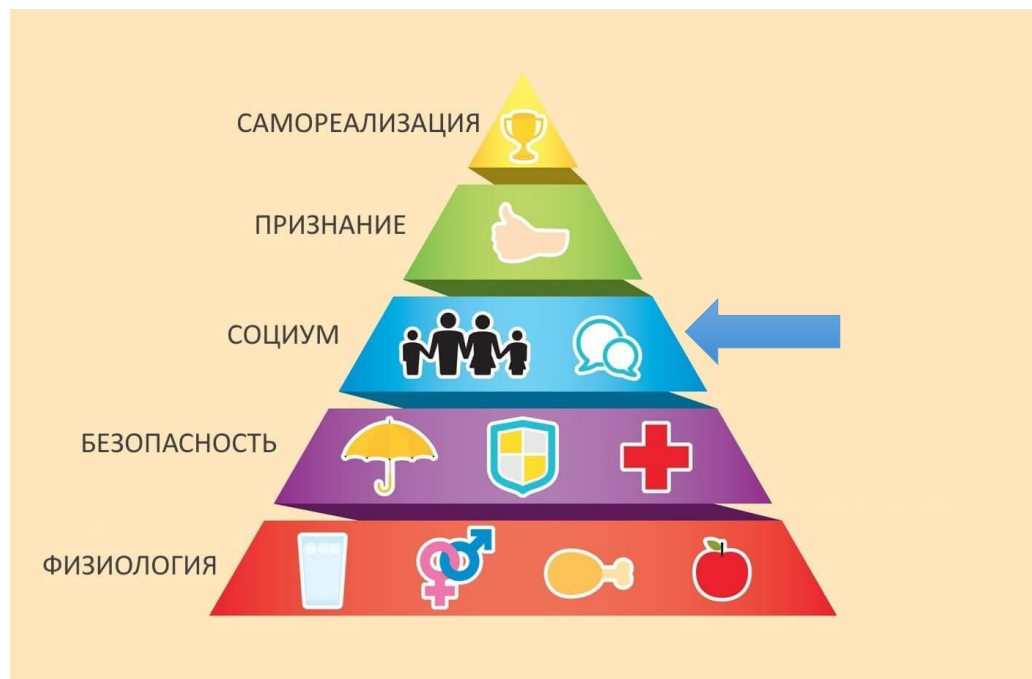 САМОРЕАЛИЗАЦИЯ
ПРИЗНАНИЕ
СОЦИУМ
БЕЗОПАСНОСТЬ
ФИЗИОЛОГИЯ